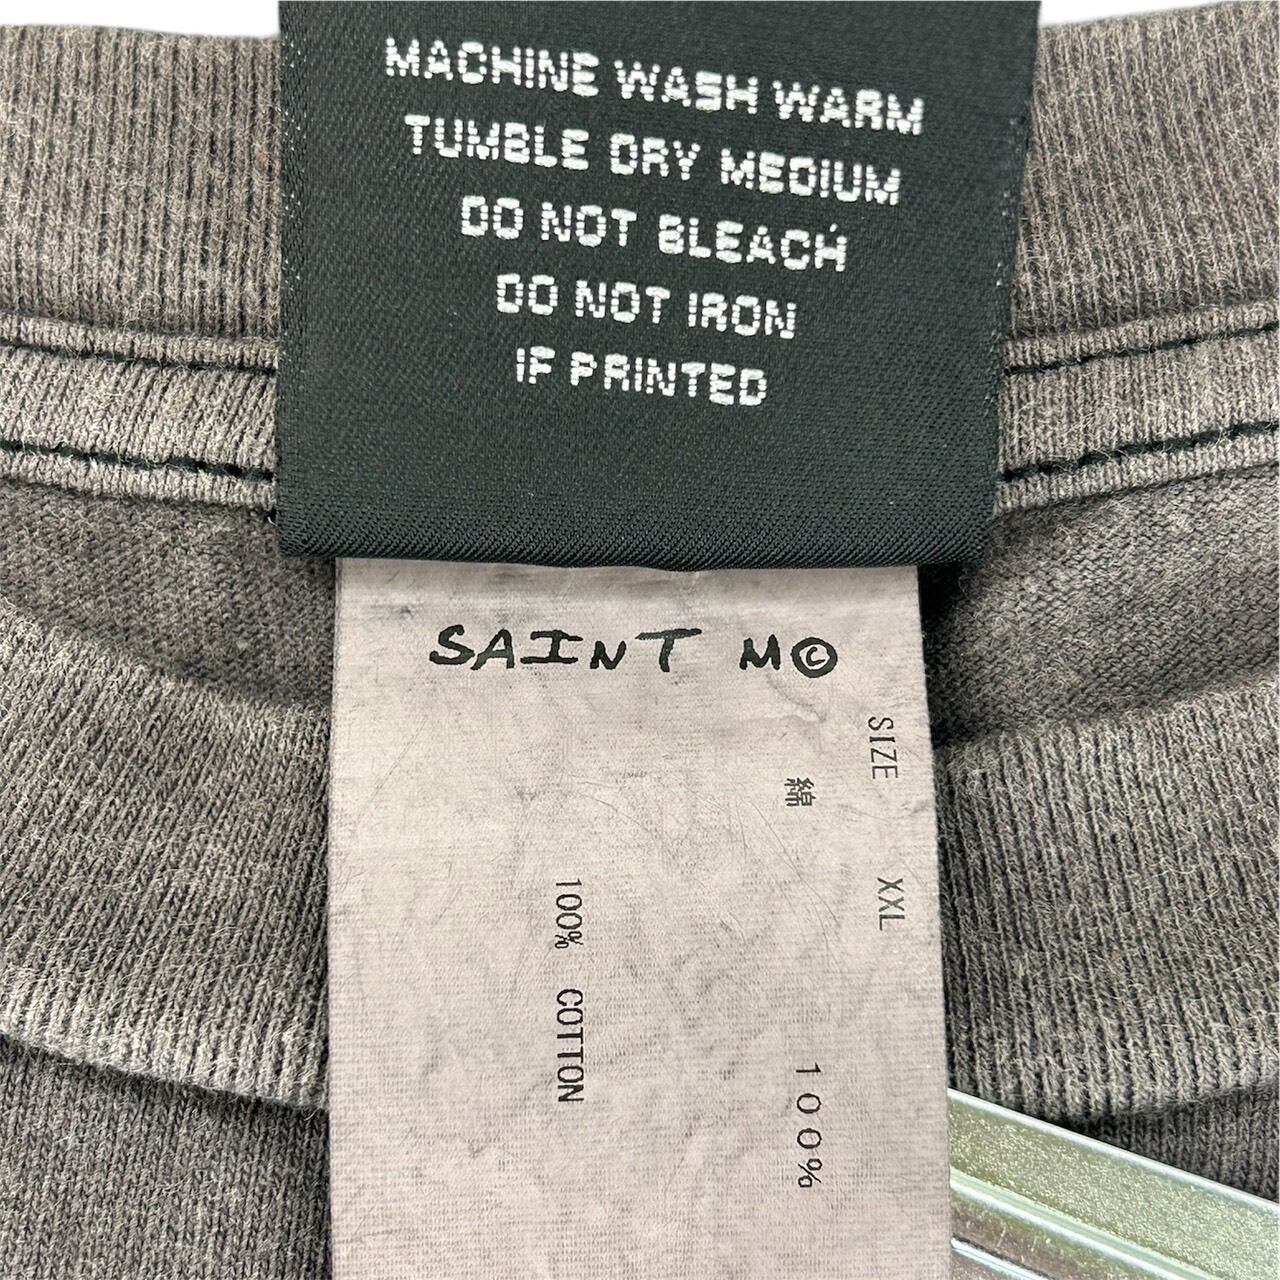 MACHINE WASH WARM
TUMBLE DRY MEDIUM
DO NOT BLEACH
DO NOT IRON
IF PRINTED
SAINT M©
SIZE XXL
綿 100%
100% COTTON